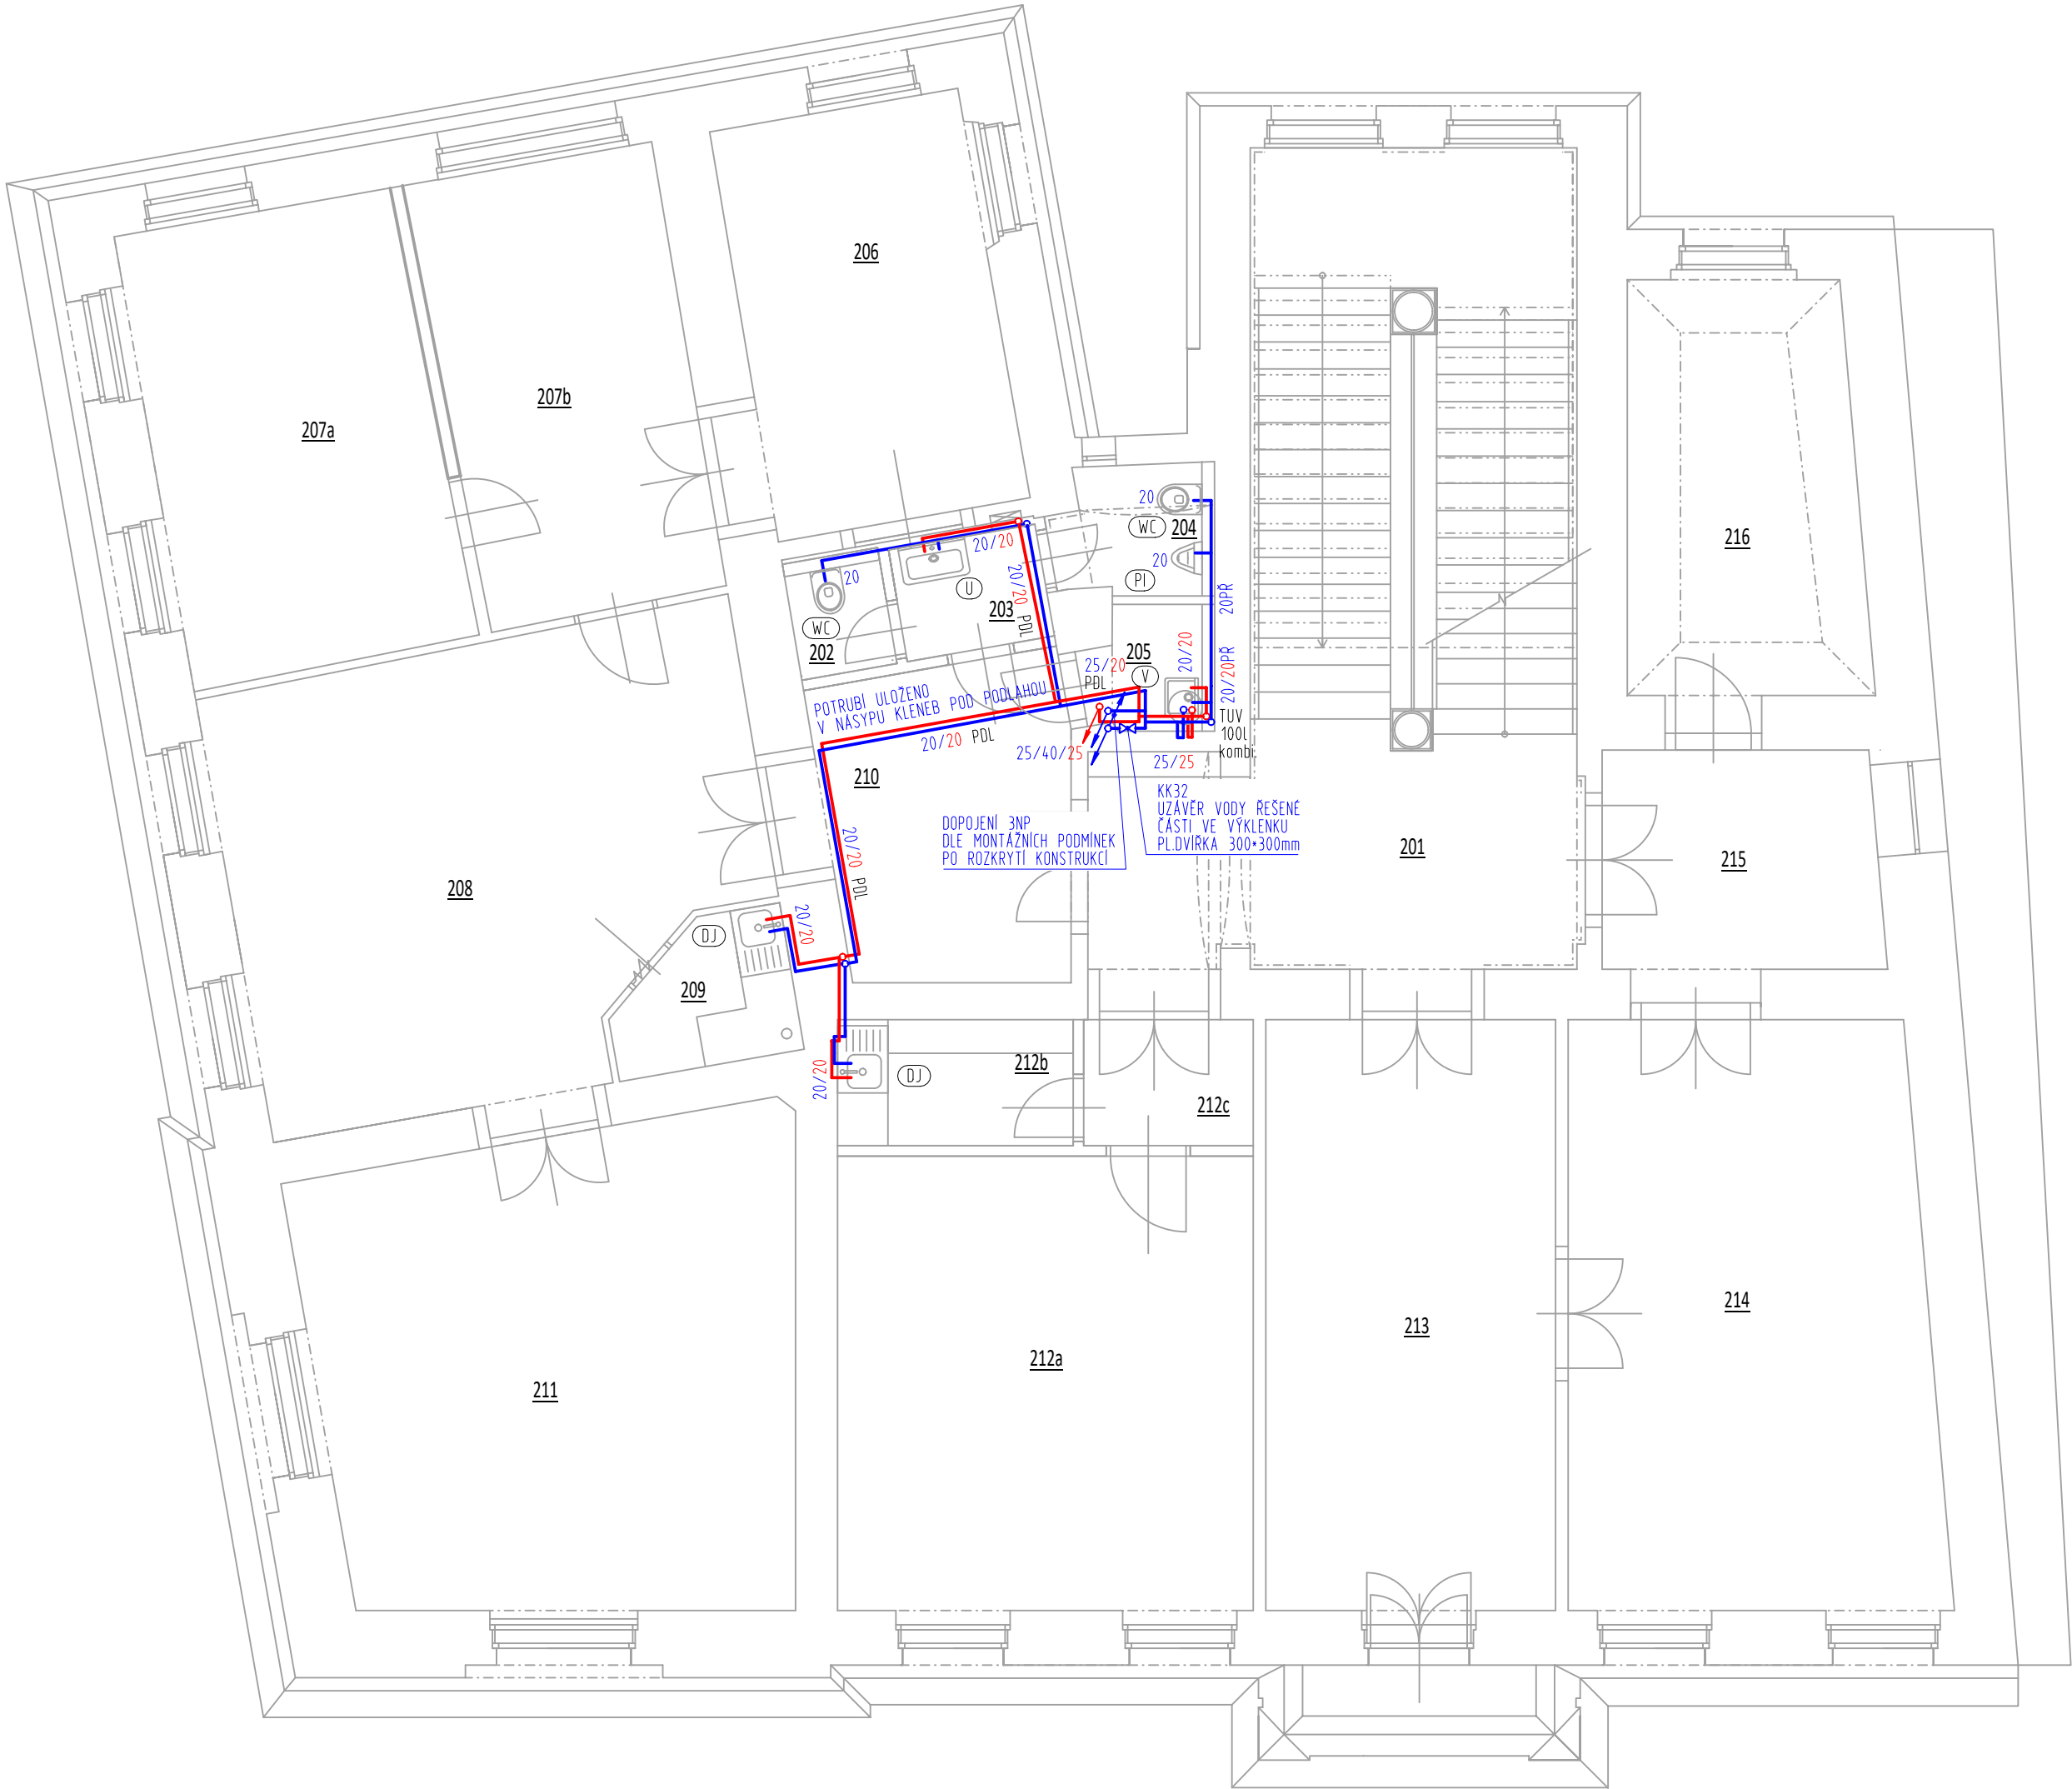 206
207b
207a
20
WC
204
216
20/20
20
PI
20
U
203
20/20 PDL
20PŘ
WC
202
205
20/20
25/20
PDL
V
20/20PŘ
POTRUBÍ ULOŽENO
V NÁSYPU KLENEB POD PODLAHOU
20/20 PDL
TUV
100l
kombi.
25/40/25
25/25
210
KK32
UZÁVĚR VODY ŘEŠENÉ
ČÁSTI VE VÝKLENKU
PL.DVÍŘKA 300*300mm
DOPOJENÍ 3NP
DLE MONTÁŽNÍCH PODMÍNEK
PO ROZKRYTÍ KONSTRUKCÍ
201
215
20/20 PDL
208
20/20
DJ
209
212b
DJ
20/20
212c
214
213
212a
211